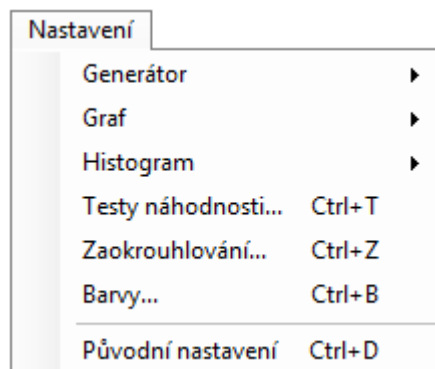 Nastavení
Generátor
Graf
Histogram
Testy náhodnosti... Ctrl+T
Zaokrouhlování... Ctrl+Z
Barvy... Ctrl+B
Původní nastavení Ctrl+D